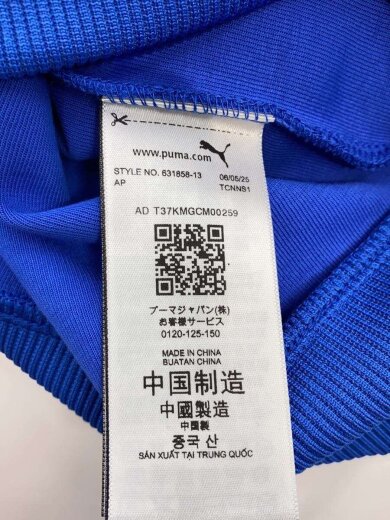 www.puma.com
STYLE NO. 631858-13 06/05/25
AP TCNNS1
AD T37KMGCM00259
プーマジャパン(株)
お客様サービス
0120-125-150
MADE IN CHINA
BUATAN CHINA
中国制造
中國製造
中国製
중국 산
SẢN XUẤT TẠI TRUNG QUỐC